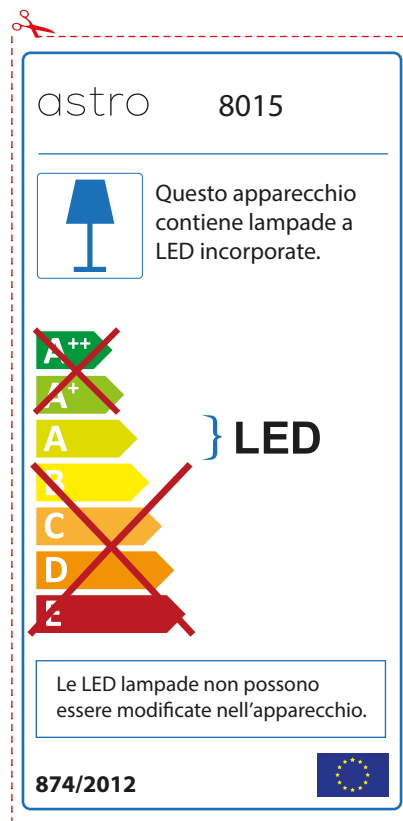 astro 8015
Questo apparecchio
contiene lampade a
LED incorporate.
A++
A+
A
LED
B
C
D
E
Le LED lampade non possono
essere modificate nell’apparecchio.
874/2012